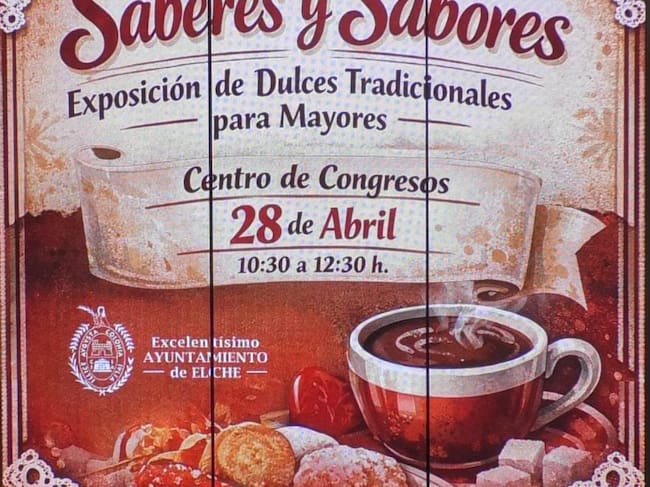 Saberes y Sabores
Exposición de Dulces Tradicionales
para Mayores
Centro de Congresos
28 de Abril
10:30 a 12:30 h.
Excelentísimo
AYUNTAMIENTO
de ELCHE